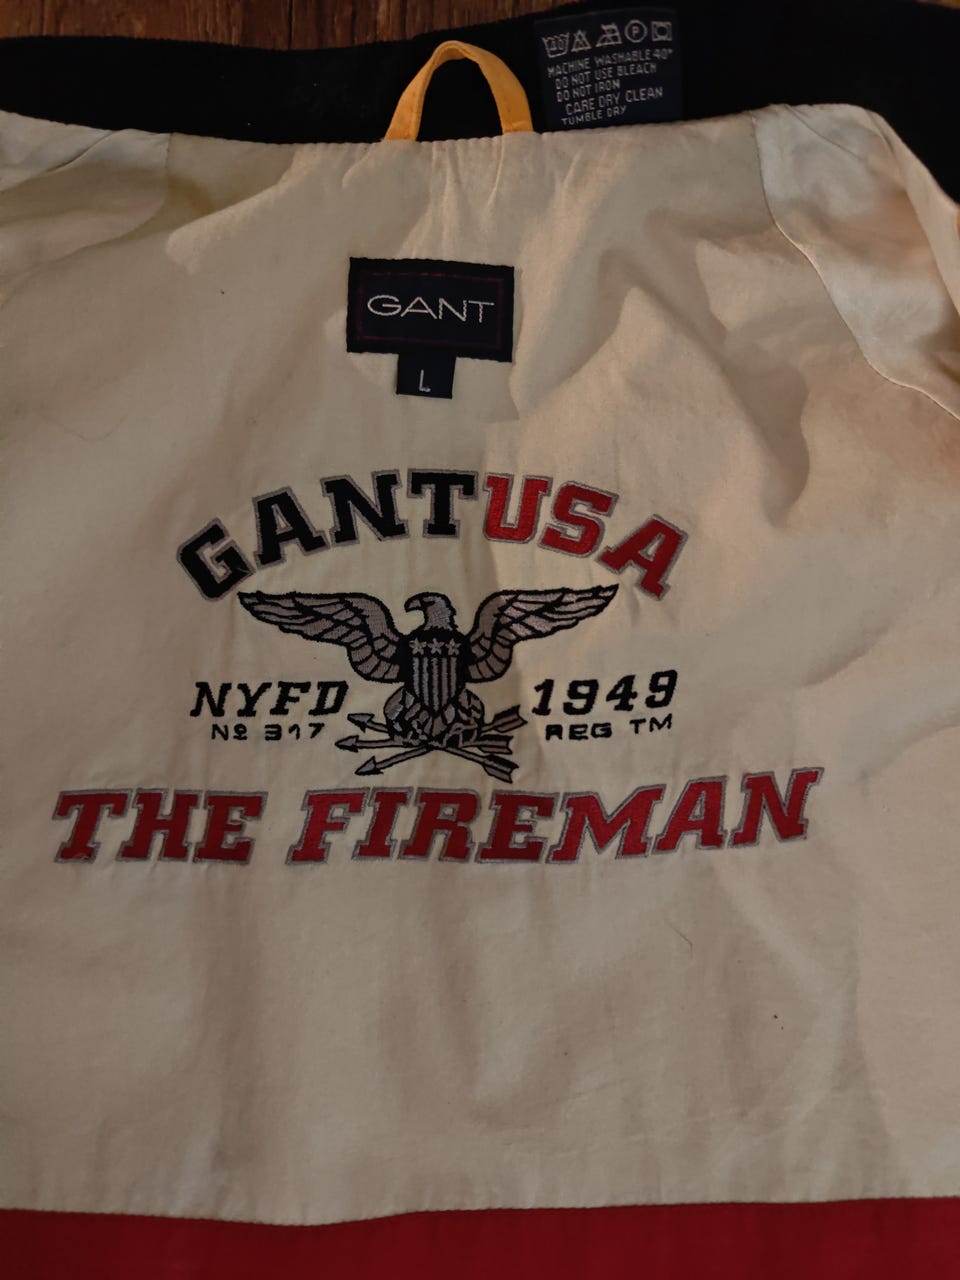 MACHINE WASHABLE 40°
DO NOT USE BLEACH
DO NOT IRON
CARE DRY CLEAN
TUMBLE DRY
GANT
L
GANTUSA
NYFD 1949
Nº 317 REG TM
THE FIREMAN